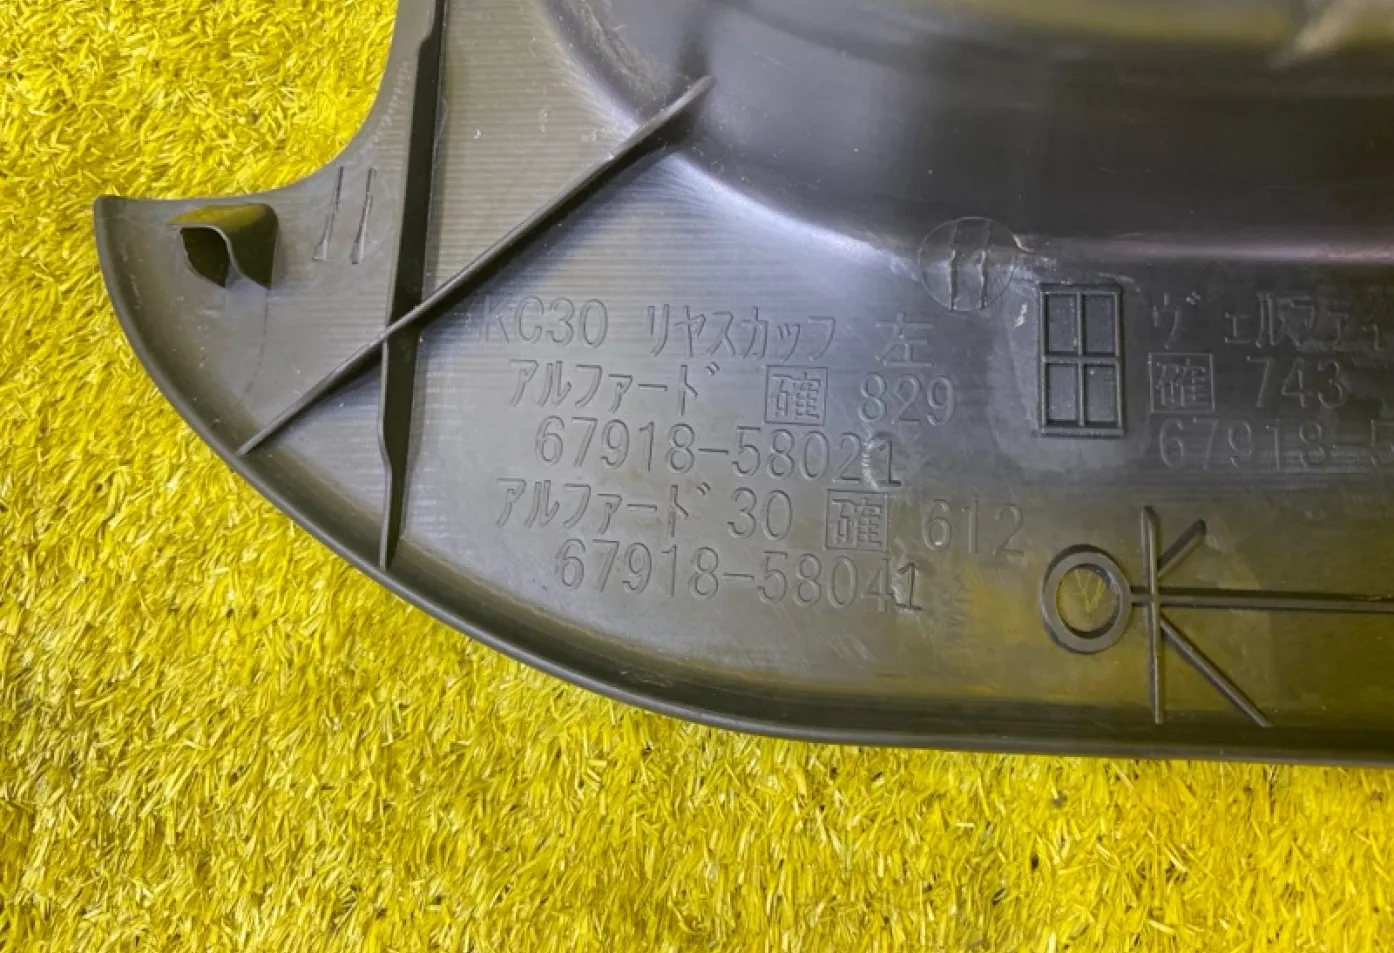 KC30 リヤスカッフ 左
アルファード 確 829
67918-58021
アルファード 30 確 612
67918-58041
ヴェルファイ
確 743
67918-5
OK